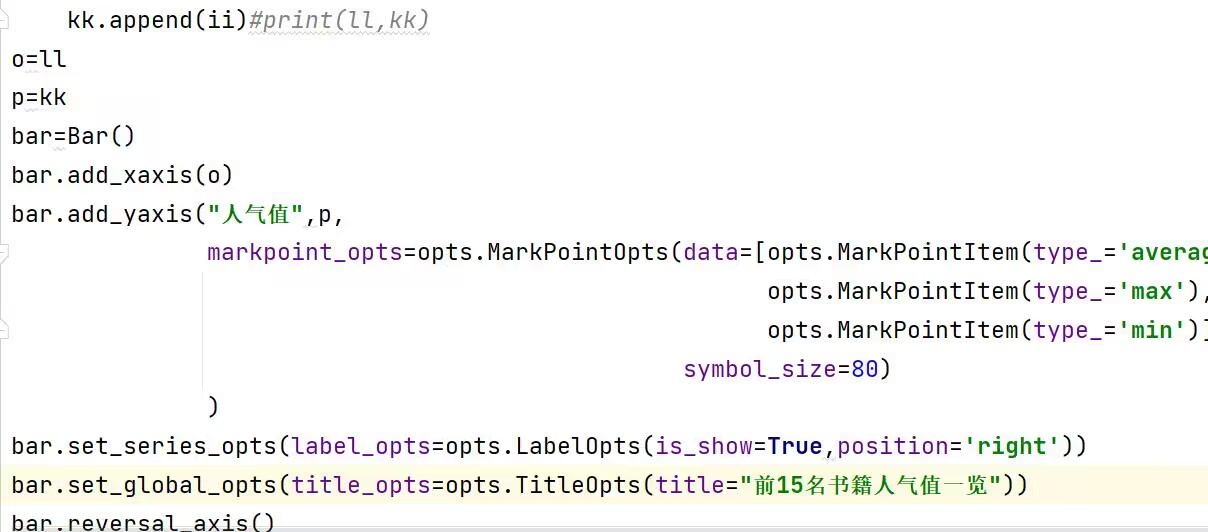 kk.append(ii)#print(ll,kk)
o=ll
p=kk
bar=Bar()
bar.add_xaxis(o)
bar.add_yaxis("人气值",p,
markpoint_opts=opts.MarkPointOpts(data=[opts.MarkPointItem(type_='averag
opts.MarkPointItem(type_='max'),
opts.MarkPointItem(type_='min')]
symbol_size=80)
)
bar.set_series_opts(label_opts=opts.LabelOpts(is_show=True,position='right'))
bar.set_global_opts(title_opts=opts.TitleOpts(title="前15名书籍人气值一览"))
bar.reversal_axis()